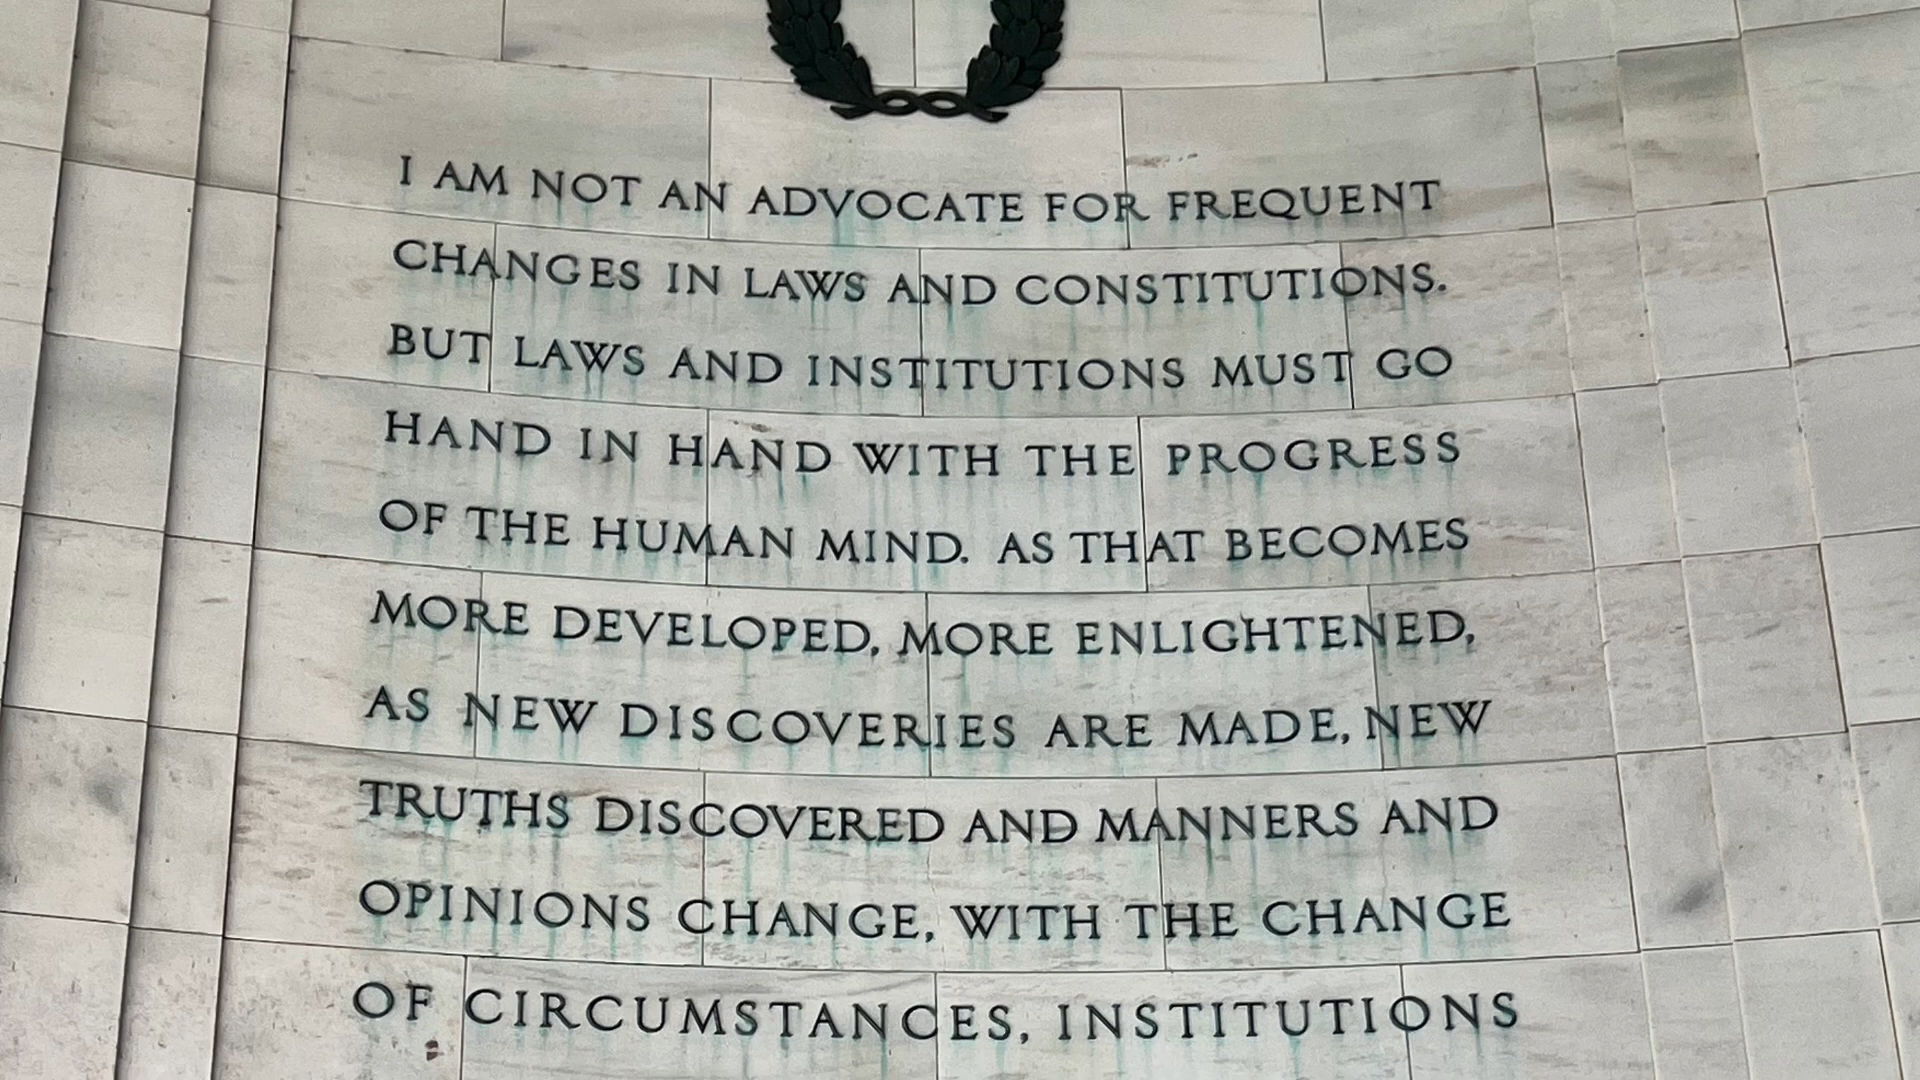 I AM NOT AN ADVOCATE FOR FREQUENT
CHANGES IN LAWS AND CONSTITUTIONS.
BUT LAWS AND INSTITUTIONS MUST GO
HAND IN HAND WITH THE PROGRESS
OF THE HUMAN MIND. AS THAT BECOMES
MORE DEVELOPED, MORE ENLIGHTENED,
AS NEW DISCOVERIES ARE MADE, NEW
TRUTHS DISCOVERED AND MANNERS AND
OPINIONS CHANGE, WITH THE CHANGE
OF CIRCUMSTANCES, INSTITUTIONS